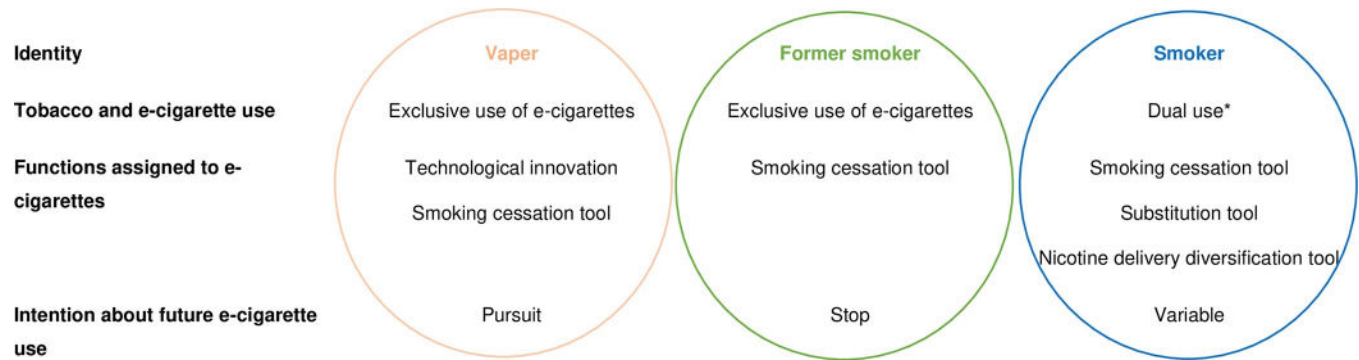 Identity Vaper Former smoker Smoker
Tobacco and e-cigarette use Exclusive use of e-cigarettes Exclusive use of e-cigarettes Dual use*
Functions assigned to e- Technological innovation Smoking cessation tool Smoking cessation tool
cigarettes
Smoking cessation tool Substitution tool
Nicotine delivery diversification tool
Intention about future e-cigarette Pursuit Stop Variable
use